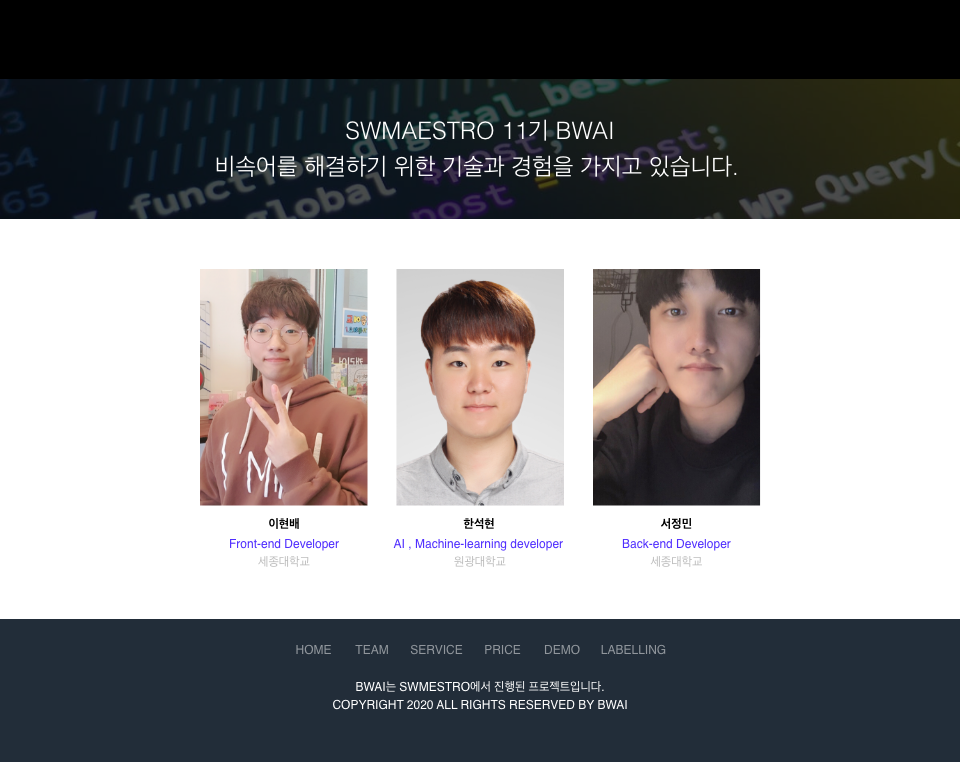 SWMAESTRO 11기 BWAI
비속어를 해결하기 위한 기술과 경험을 가지고 있습니다.
이현배
Front-end Developer
세종대학교
한석현
AI , Machine-learning developer
원광대학교
서정민
Back-end Developer
세종대학교
HOME TEAM SERVICE PRICE DEMO LABELLING
BWAI는 SWMESTRO에서 진행된 프로젝트입니다.
COPYRIGHT 2020 ALL RIGHTS RESERVED BY BWAI